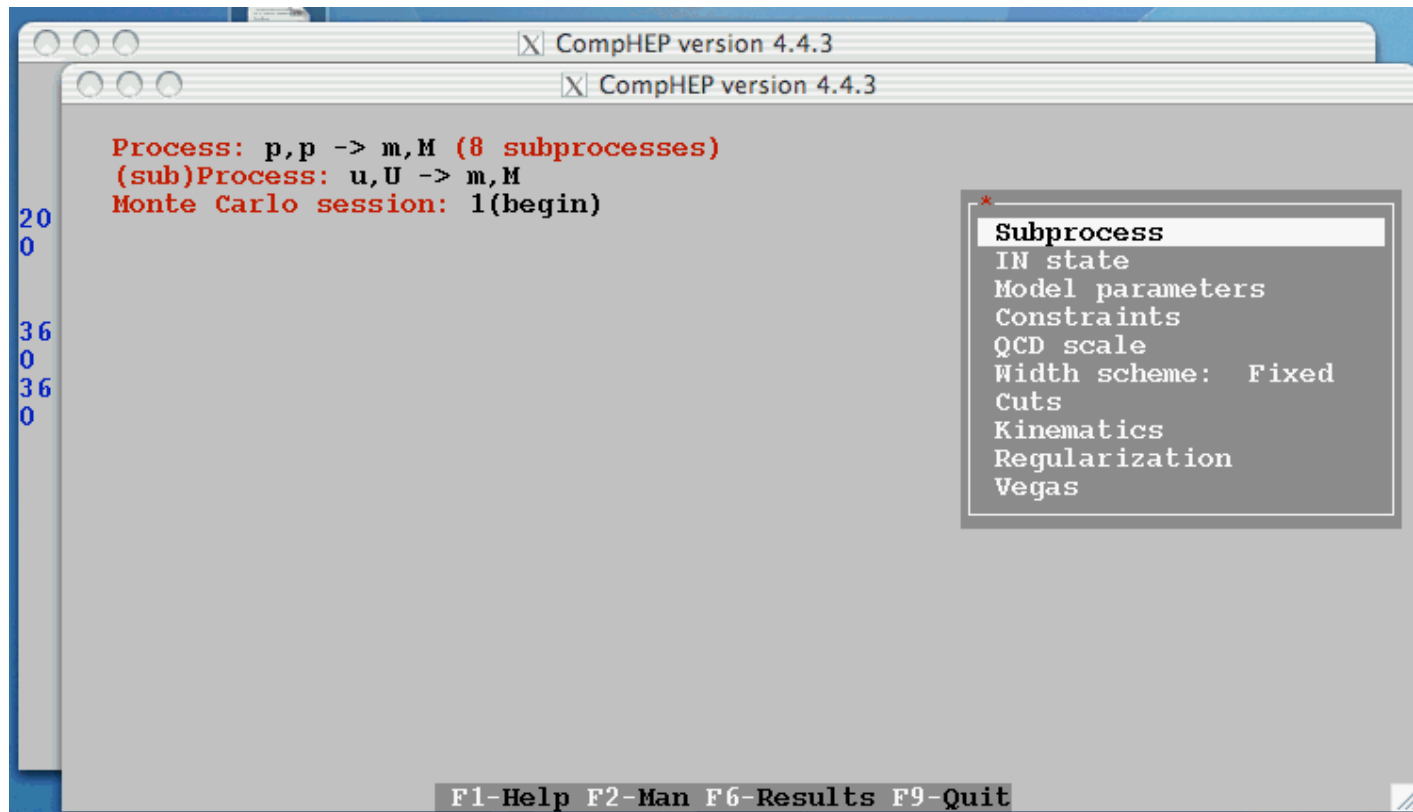 CompHEP version 4.4.3
CompHEP version 4.4.3
Process: p,p -> m,M (8 subprocesses)
(sub)Process: u,U -> m,M
Monte Carlo session: 1(begin)
20
0
36
0
36
0
*
Subprocess
IN state
Model parameters
Constraints
QCD scale
Width scheme: Fixed
Cuts
Kinematics
Regularization
Vegas
F1-Help F2-Man F6-Results F9-Quit